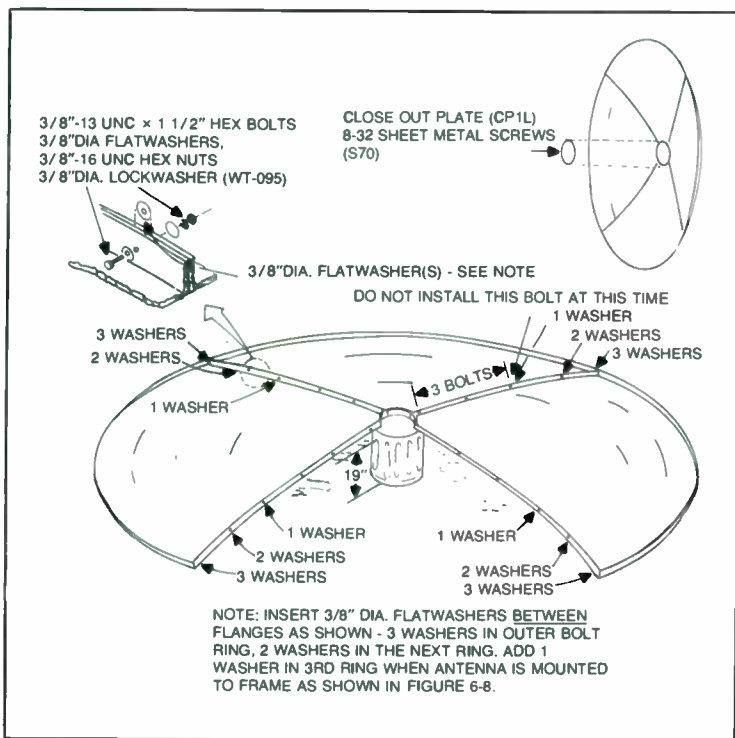 3/8"-13 UNC × 1 1/2" HEX BOLTS
3/8"DIA FLATWASHERS,
3/8"-16 UNC HEX NUTS
3/8"DIA. LOCKWASHER (WT-095)
CLOSE OUT PLATE (CP1L)
8-32 SHEET METAL SCREWS
(S70)
3/8"DIA. FLATWASHER(S) - SEE NOTE
DO NOT INSTALL THIS BOLT AT THIS TIME
1 WASHER
2 WASHERS
3 WASHERS
3 WASHERS
2 WASHERS
1 WASHER
3 BOLTS
19"
1 WASHER
2 WASHERS
3 WASHERS
1 WASHER
2 WASHERS
3 WASHERS
NOTE: INSERT 3/8" DIA. FLATWASHERS BETWEEN
FLANGES AS SHOWN - 3 WASHERS IN OUTER BOLT
RING, 2 WASHERS IN THE NEXT RING. ADD 1
WASHER IN 3RD RING WHEN ANTENNA IS MOUNTED
TO FRAME AS SHOWN IN FIGURE 6-8.